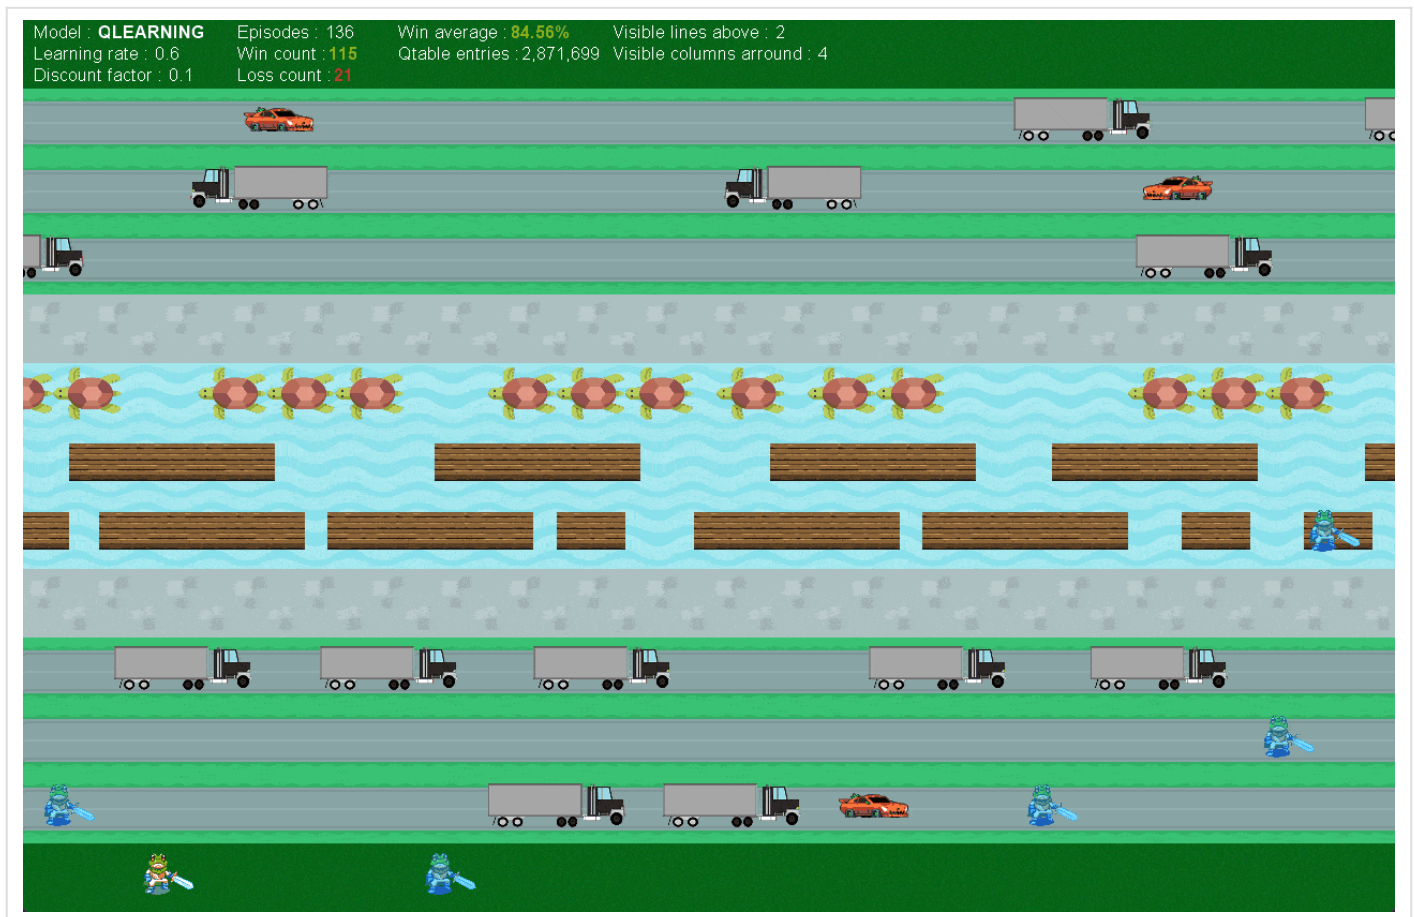 Model : QLEARNING Episodes : 136 Win average : 84.56% Visible lines above : 2
Learning rate : 0.6 Win count : 115 Qtable entries : 2,871,699 Visible columns arround : 4
Discount factor : 0.1 Loss count : 21